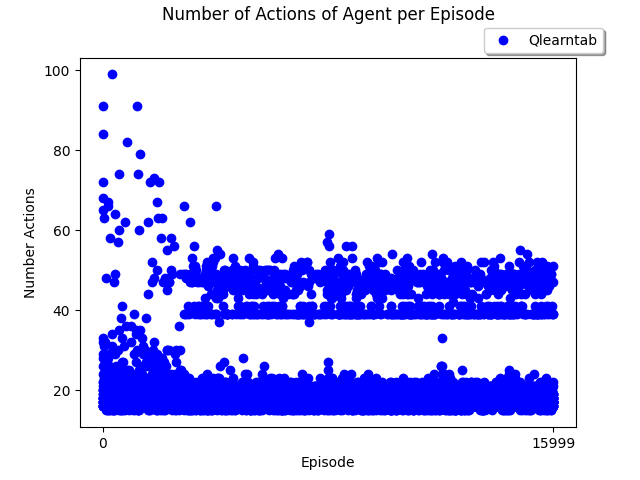 Number of Actions of Agent per Episode
Qlearntab
100
80
60
40
20
Number Actions
0
15999
Episode